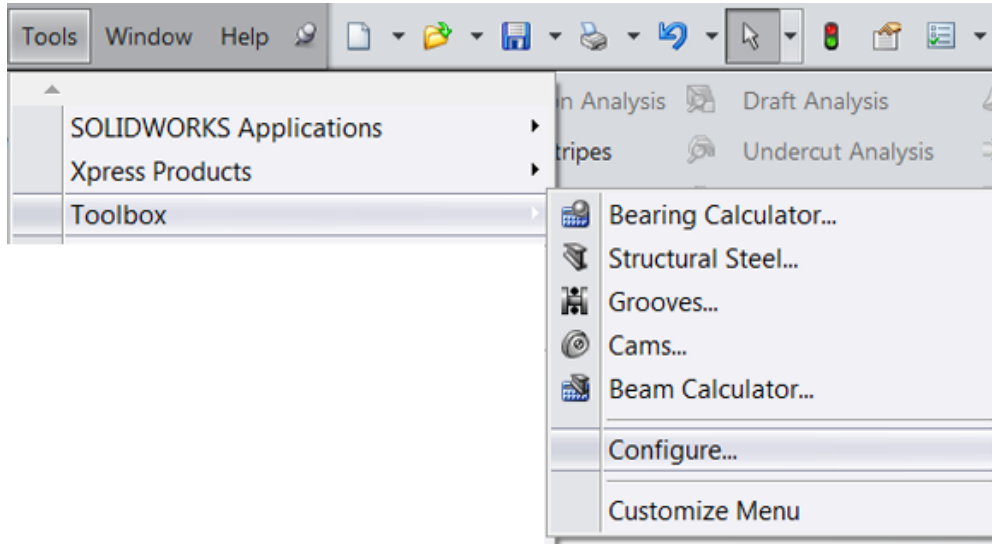 Tools Window Help
n Analysis Draft Analysis
SOLIDWORKS Applications
tripes Undercut Analysis
Xpress Products
Toolbox
Bearing Calculator...
Structural Steel...
Grooves...
Cams...
Beam Calculator...
Configure...
Customize Menu